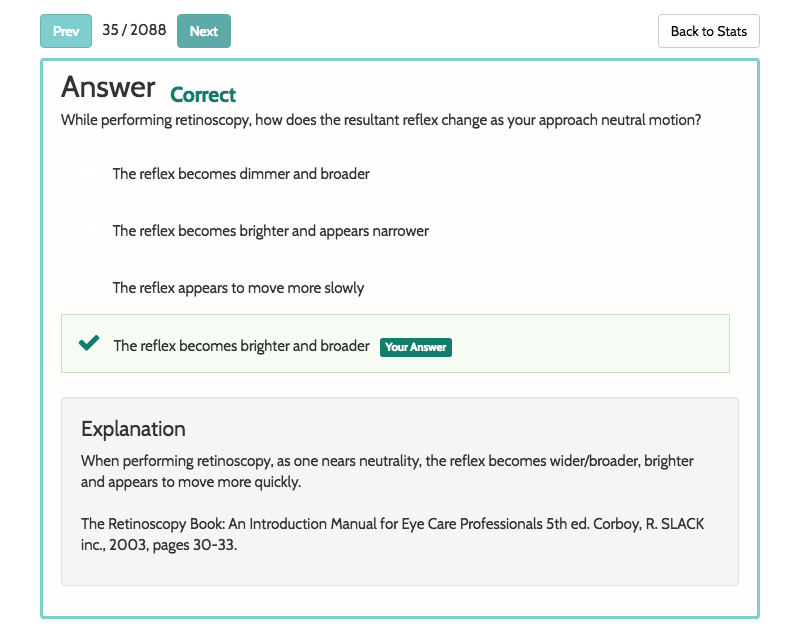 Prev 35 / 2088 Next Back to Stats
Answer Correct
While performing retinoscopy, how does the resultant reflex change as your approach neutral motion?
The reflex becomes dimmer and broader
The reflex becomes brighter and appears narrower
The reflex appears to move more slowly
The reflex becomes brighter and broader Your Answer
Explanation
When performing retinoscopy, as one nears neutrality, the reflex becomes wider/broader, brighter
and appears to move more quickly.
The Retinoscopy Book: An Introduction Manual for Eye Care Professionals 5th ed. Corboy, R. SLACK
inc., 2003, pages 30-33.